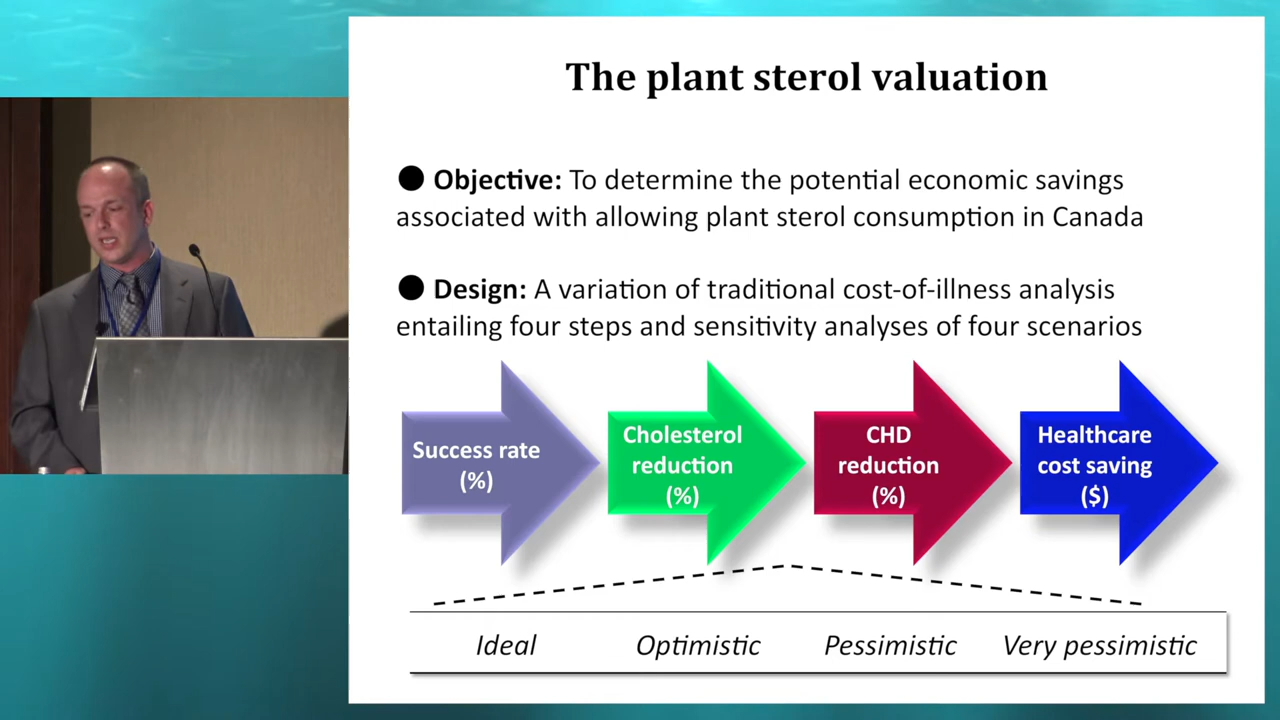 The plant sterol valuation
● Objective: To determine the potential economic savings
associated with allowing plant sterol consumption in Canada
● Design: A variation of traditional cost-of-illness analysis
entailing four steps and sensitivity analyses of four scenarios
Success rate
(%)
Cholesterol
reduction
(%)
CHD
reduction
(%)
Healthcare
cost saving
($)
Ideal
Optimistic
Pessimistic
Very pessimistic